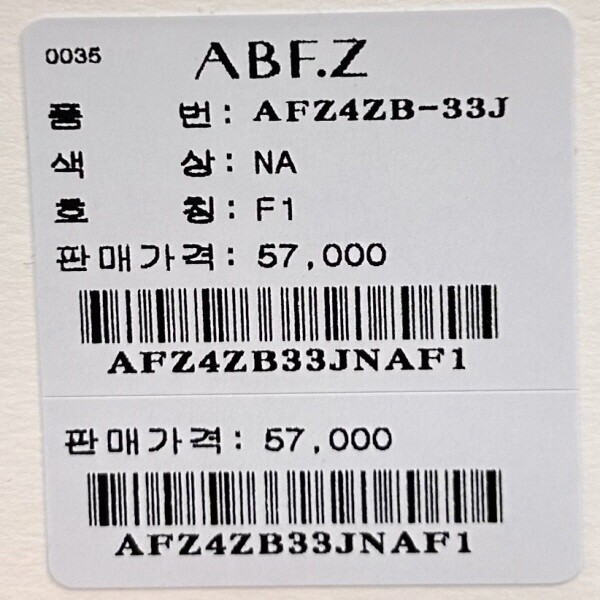 0035 ABF.Z
품 번: AFZ4ZB-33J
색 상: NA
호 칭: F1
판매가격: 57,000
AFZ4ZB33JNAF1
판매가격: 57,000
AFZ4ZB33JNAF1